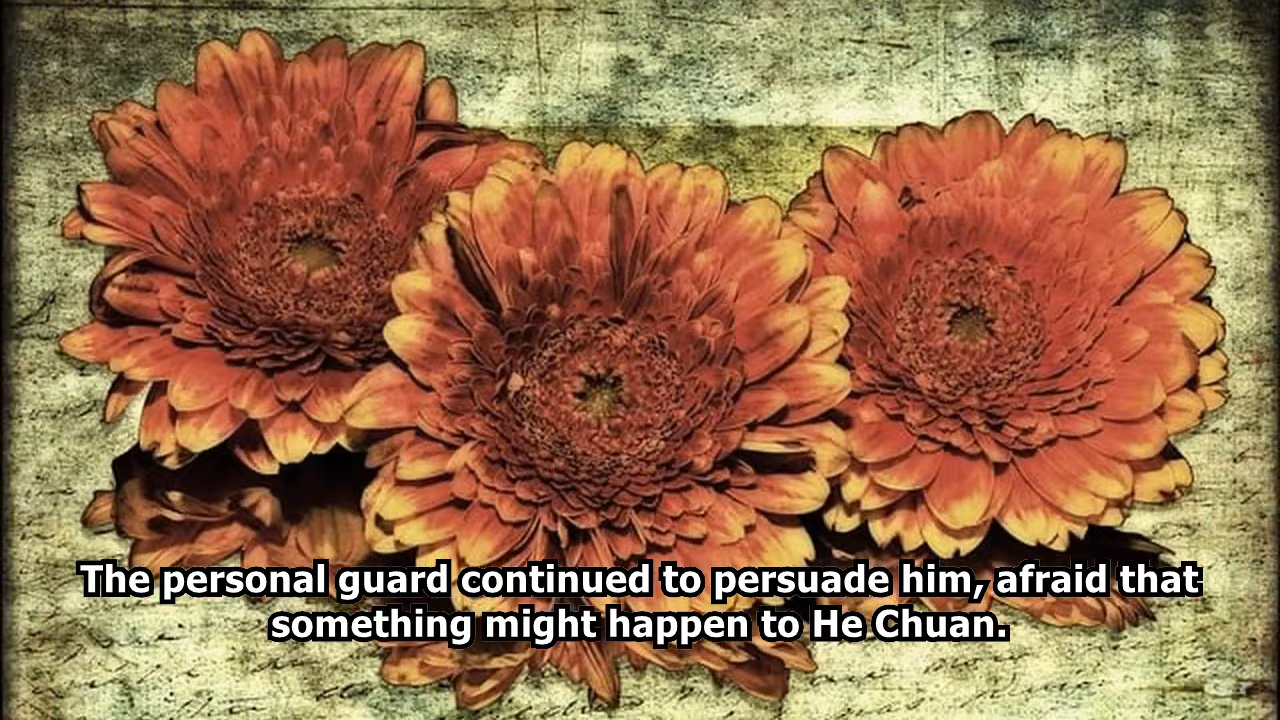 The personal guard continued to persuade him, afraid that
something might happen to He Chuan.